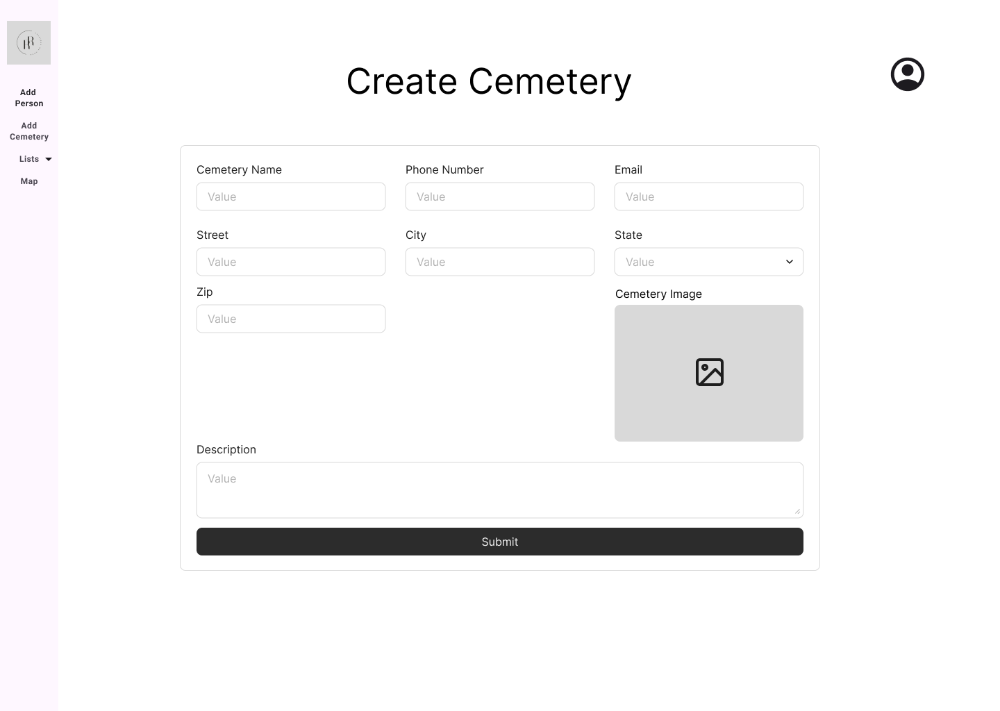 Add
Person
Add
Cemetery
Lists
Map
Create Cemetery
Cemetery Name
Phone Number
Email
Value
Value
Value
Street
City
State
Value
Value
Value
Zip
Cemetery Image
Value
Description
Value
Submit